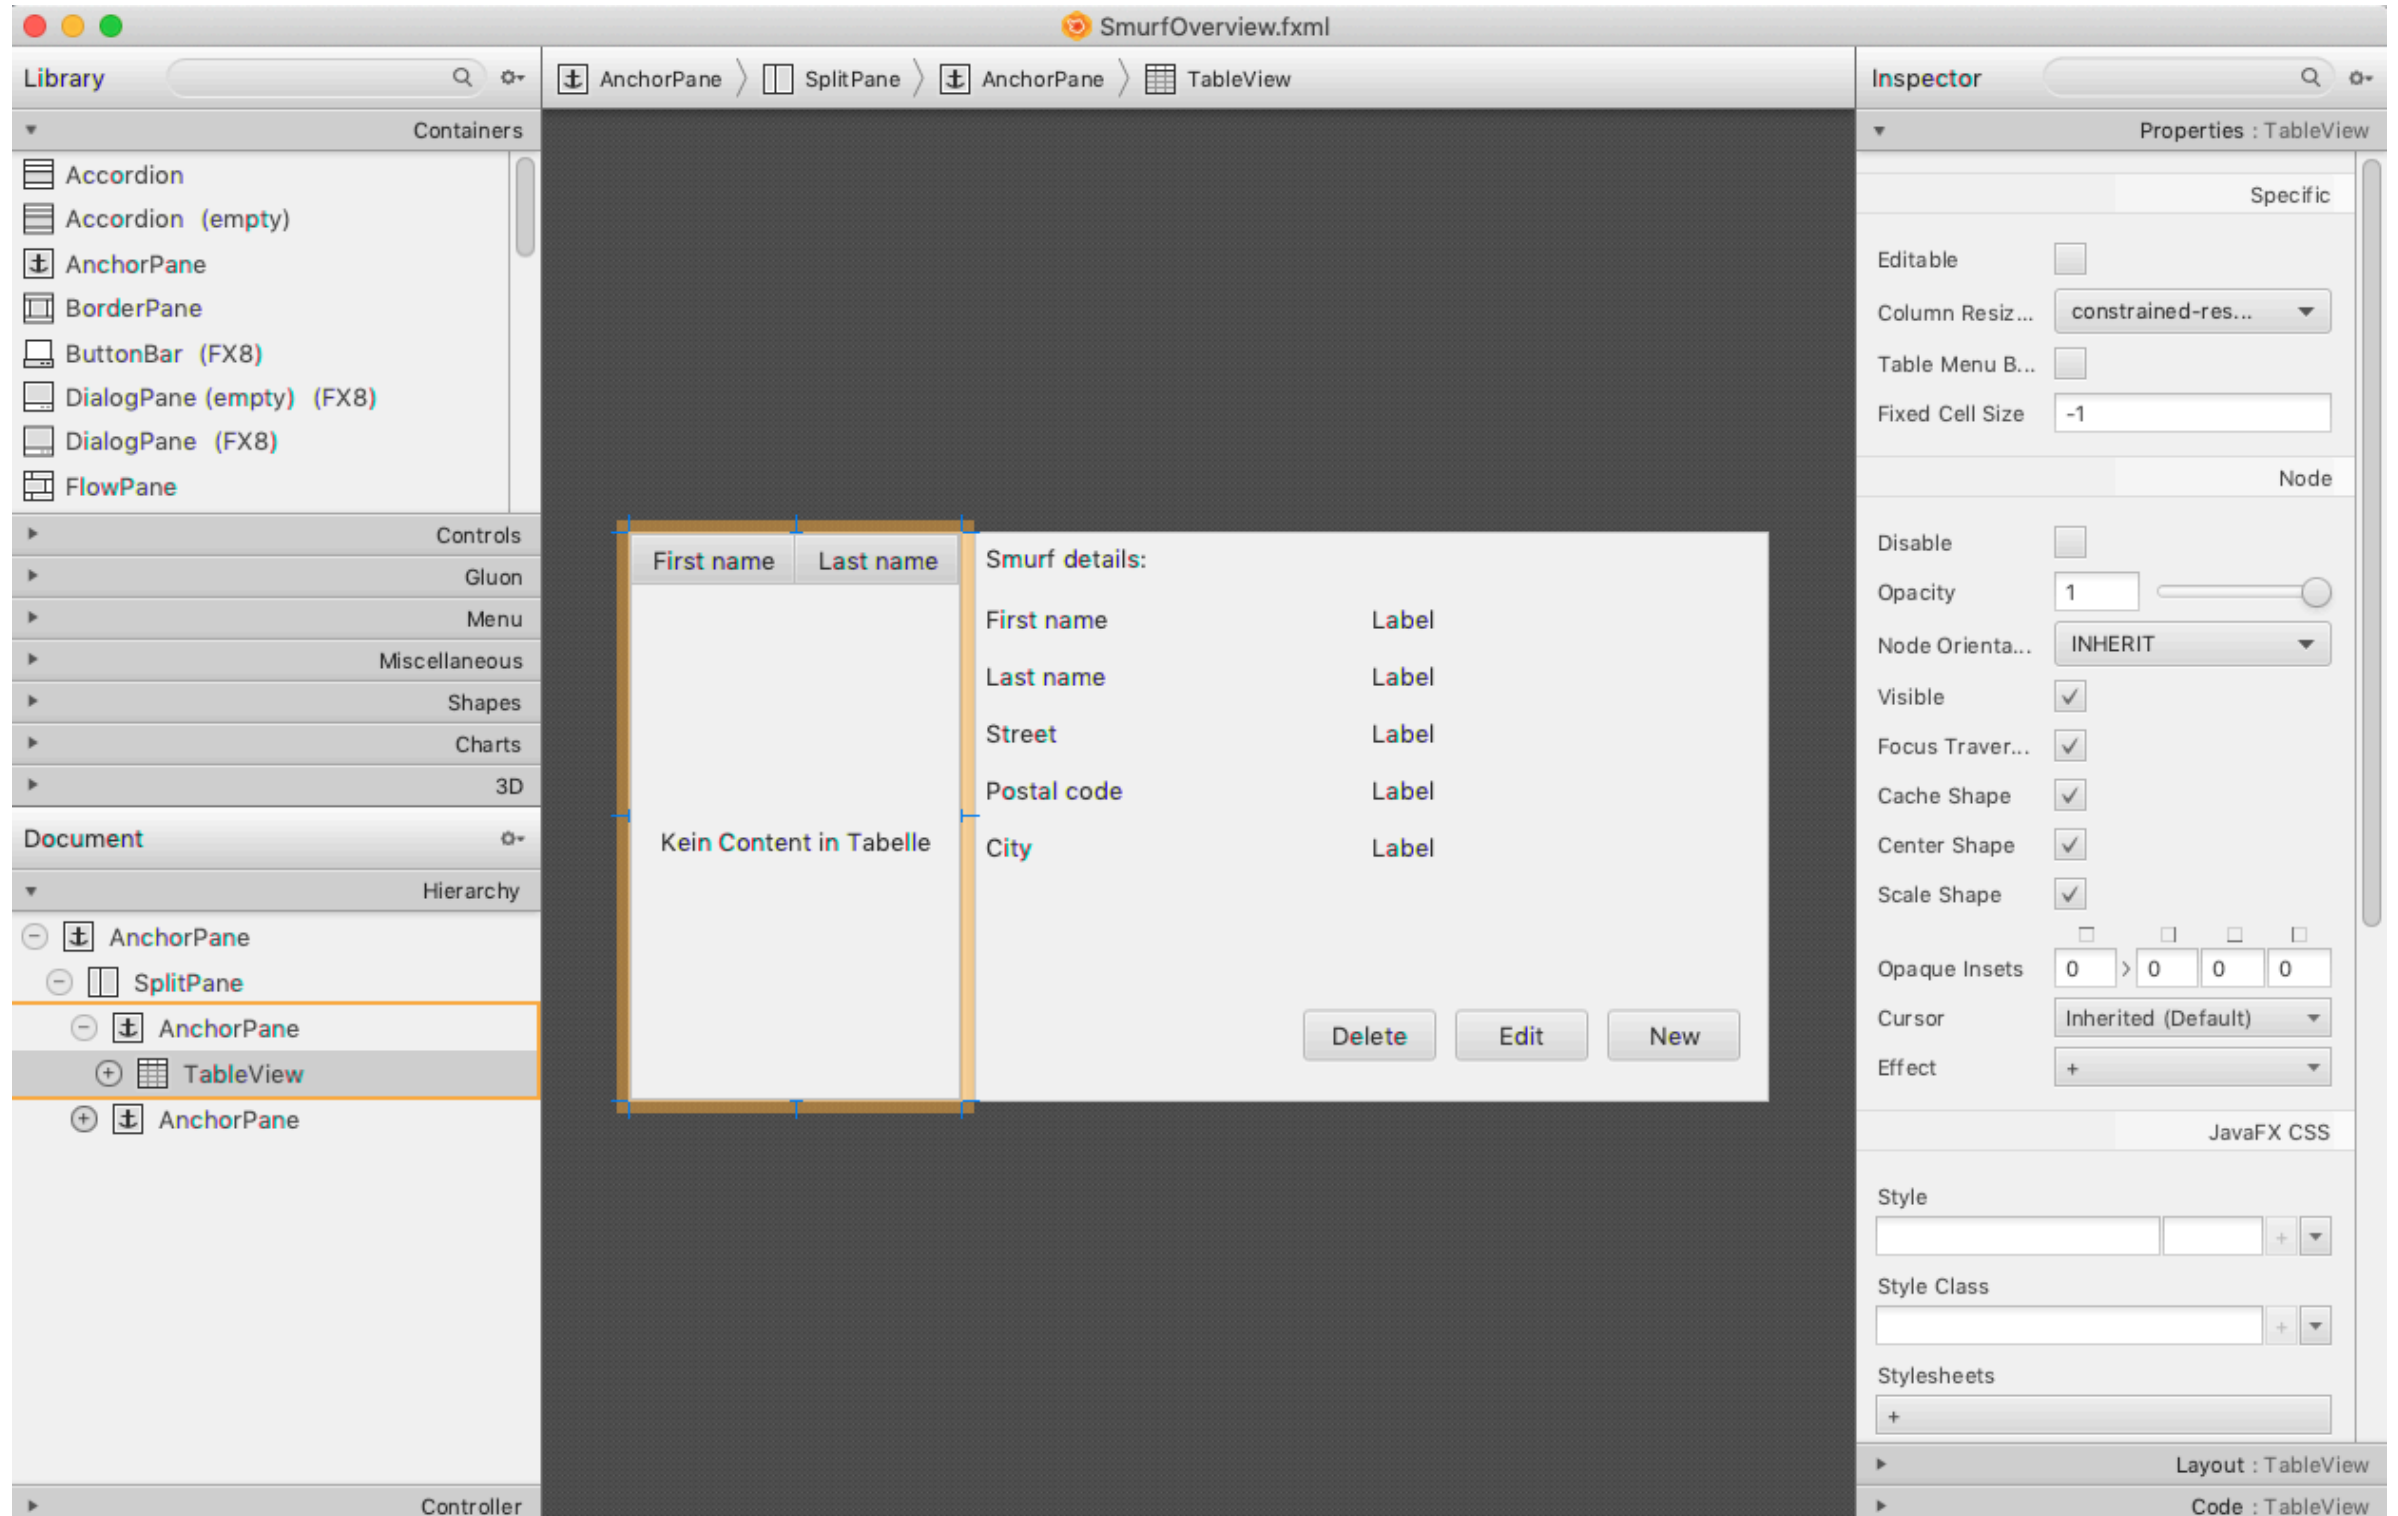 SmurfOverview.fxml
Library
Containers
Accordion
Accordion (empty)
AnchorPane
BorderPane
ButtonBar (FX8)
DialogPane (empty) (FX8)
DialogPane (FX8)
FlowPane
Controls
Gluon
Menu
Miscellaneous
Shapes
Charts
3D
Document
Hierarchy
AnchorPane
SplitPane
AnchorPane
TableView
AnchorPane
Controller
AnchorPane SplitPane AnchorPane TableView
First name Last name
Kein Content in Tabelle
Smurf details:
First name Label
Last name Label
Street Label
Postal code Label
City Label
Delete Edit New
Inspector
Properties : TableView
Specific
Editable
Column Resiz... constrained-res...
Table Menu B...
Fixed Cell Size -1
Node
Disable
Opacity 1
Node Orienta... INHERIT
Visible
Focus Traver...
Cache Shape
Center Shape
Scale Shape
Opaque Insets 0 > 0 0 0
Cursor Inherited (Default)
Effect +
JavaFX CSS
Style
+
Style Class
+
Stylesheets
+
Layout : TableView
Code : TableView